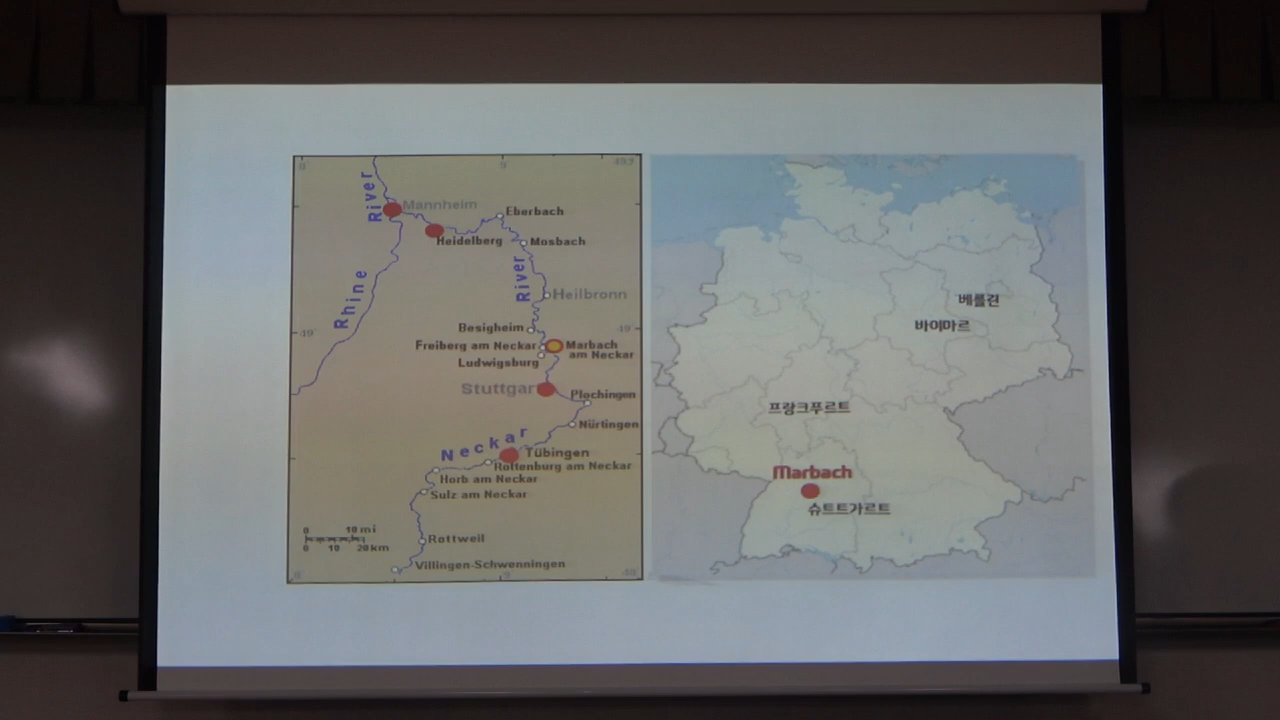 River
Mannheim
Eberbach
Heidelberg
Mosbach
River
Rhine
Heilbronn
Besigheim
Freiberg am Neckar
Marbach
am Neckar
Ludwigsburg
Stuttgar
Plochingen
Nürtingen
Neckar
Tübingen
Rottenburg am Neckar
Horb am Neckar
Sulz am Neckar
0 10 mi
0 10 20 km
Rottweil
Villingen-Schwenningen
베를린
바이마르
프랑크푸르트
Marbach
슈트트가르트